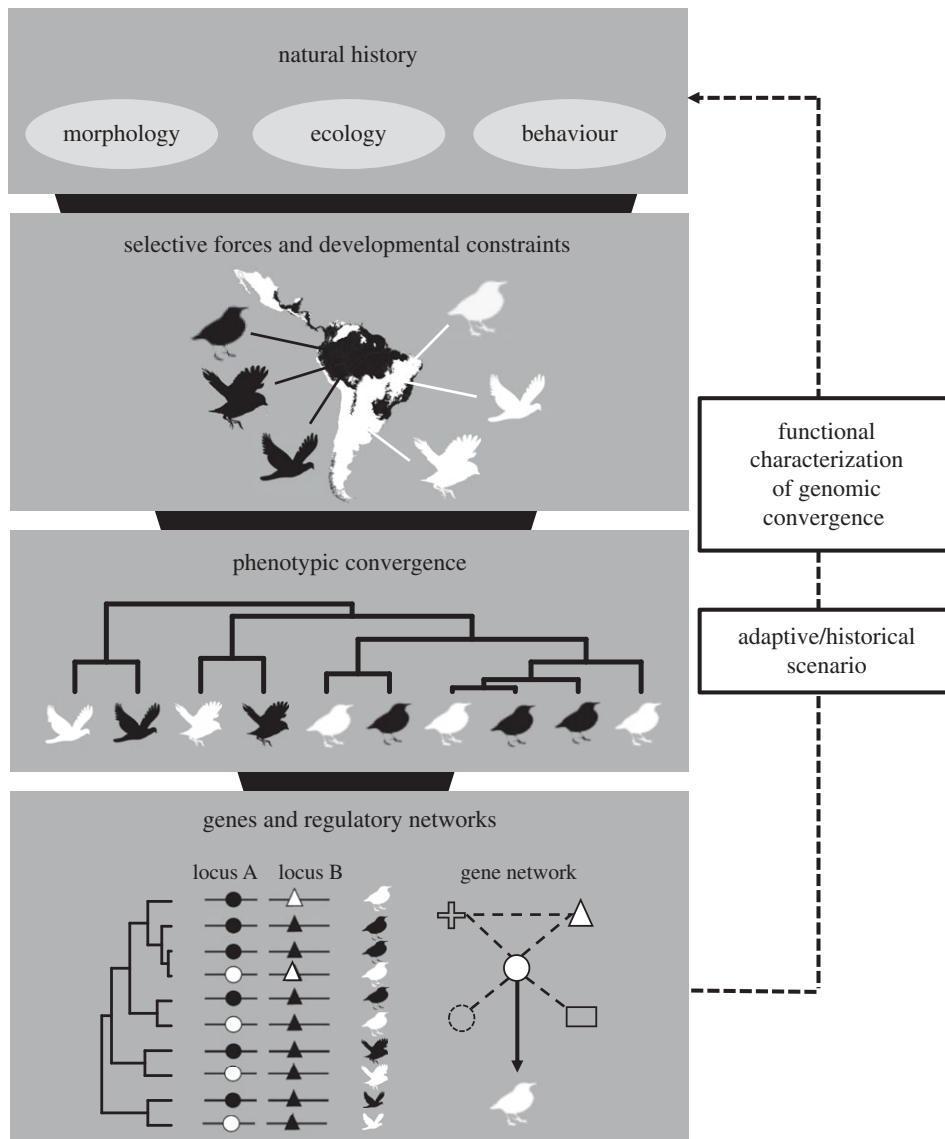 natural history
morphology
ecology
behaviour
selective forces and developmental constraints
phenotypic convergence
genes and regulatory networks
locus A
locus B
gene network
functional
characterization
of genomic
convergence
adaptive/historical
scenario